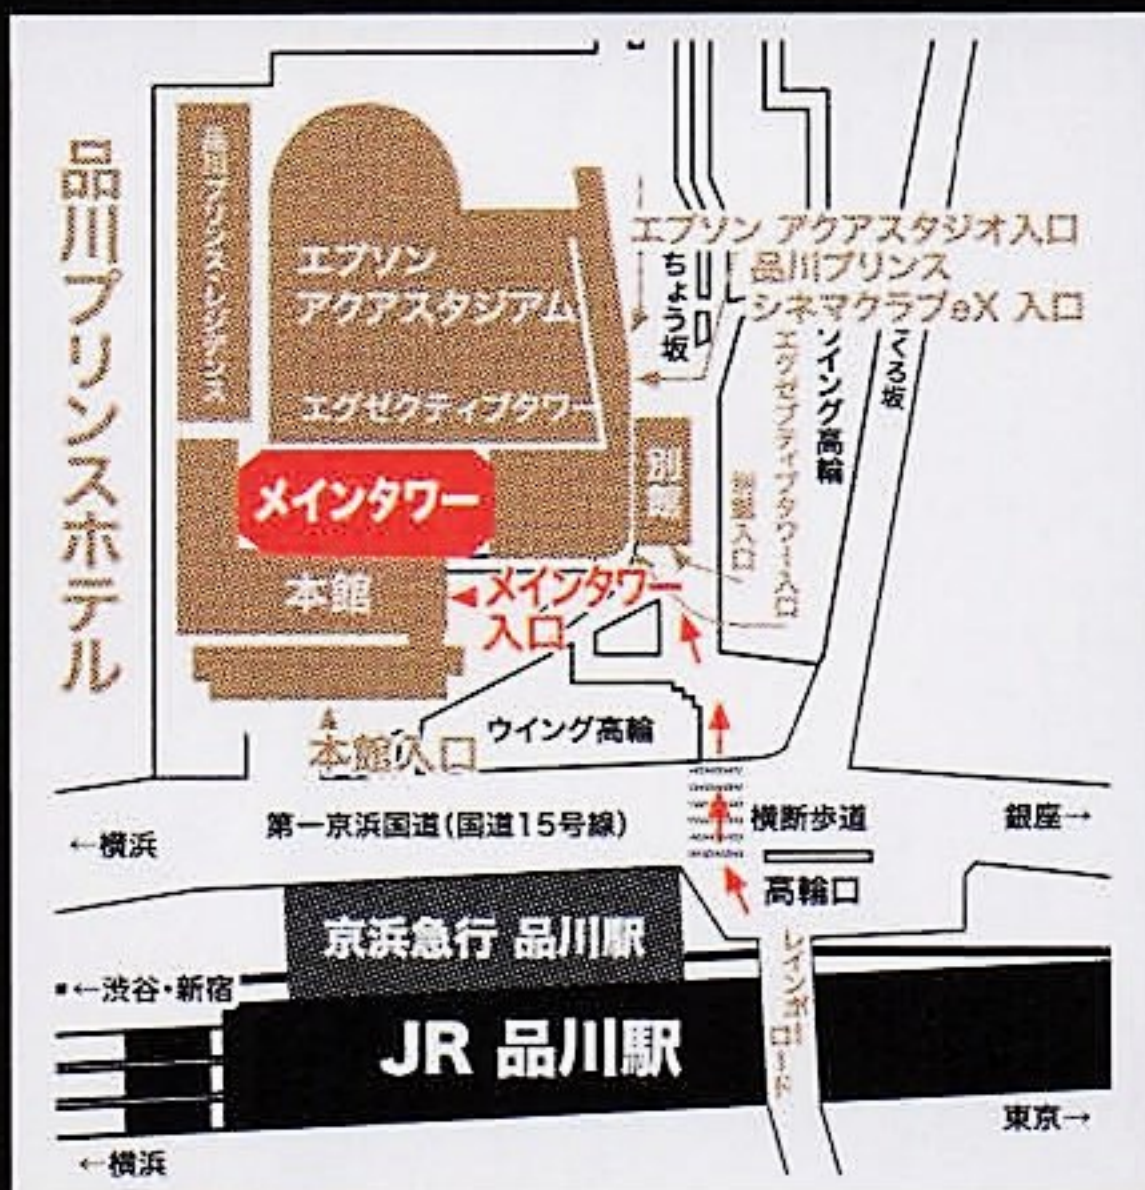 品川プリンスホテル
品川プリンスレジデンス
エプソン
アクアスタジアム
エグゼクティブタワー
メインタワー
本館
別館
エプソン アクアスタジオ入口
品川プリンス
シネマクラブeX 入口
ちょう坂
エグゼクティブタワー入口
イング高輪
くろ坂
別館入口
メインタワー
入口
本館入口
ウイング高輪
第一京浜国道(国道15号線)
←横浜
横断歩道
銀座→
高輪口
京浜急行 品川駅
←渋谷・新宿
JR 品川駅
レインボーロード
東京→
←横浜